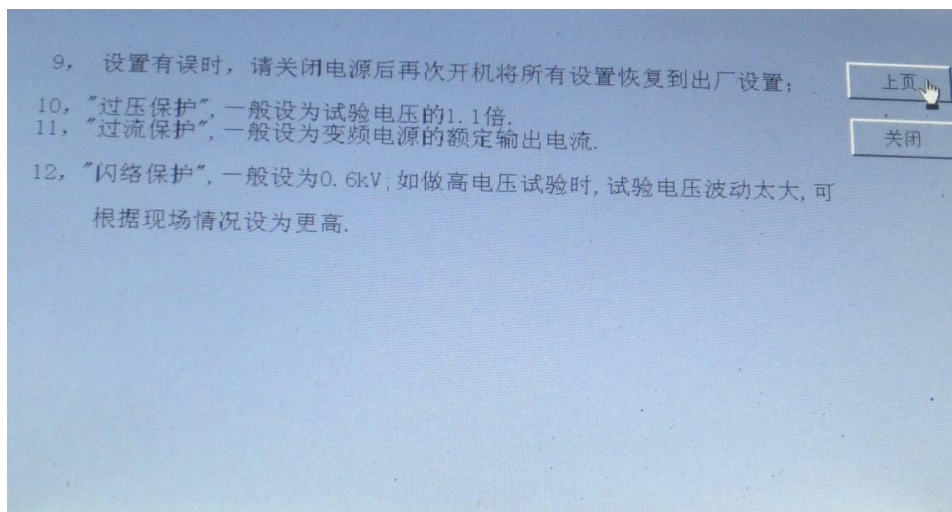 9， 设置有误时，请关闭电源后再次开机将所有设置恢复到出厂设置；
上页
10，"过压保护"，一般设为试验电压的1.1倍.
11，"过流保护"，一般设为变频电源的额定输出电流.
关闭
12，"闪络保护"，一般设为0.6kV;如做高电压试验时,试验电压波动太大,可
根据现场情况设为更高.